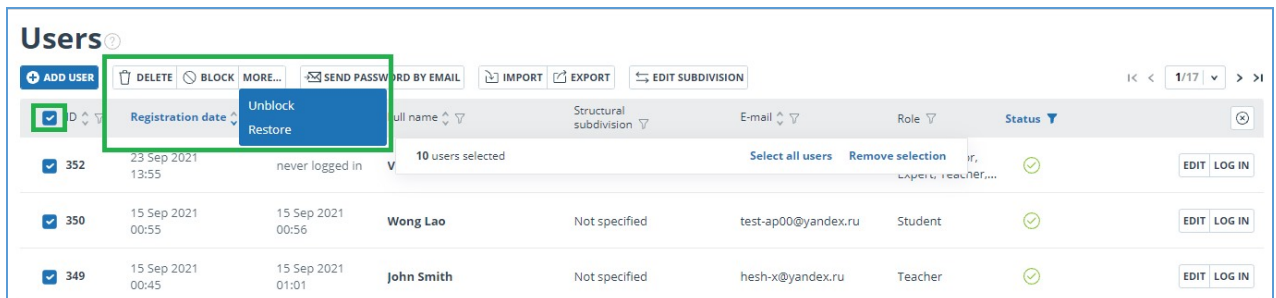 Users
ADD USER DELETE BLOCK MORE... SEND PASSWORD BY EMAIL IMPORT EXPORT EDIT SUBDIVISION 1/17
Unblock
Restore
ID Registration date Full name Structural subdivision E-mail Role Status
10 users selected Select all users Remove selection
352 23 Sep 2021 13:55 never logged in V Expert, Teacher,... EDIT LOG IN
350 15 Sep 2021 00:55 15 Sep 2021 00:56 Wong Lao Not specified test-ap00@yandex.ru Student EDIT LOG IN
349 15 Sep 2021 00:45 15 Sep 2021 01:01 John Smith Not specified hesh-x@yandex.ru Teacher EDIT LOG IN